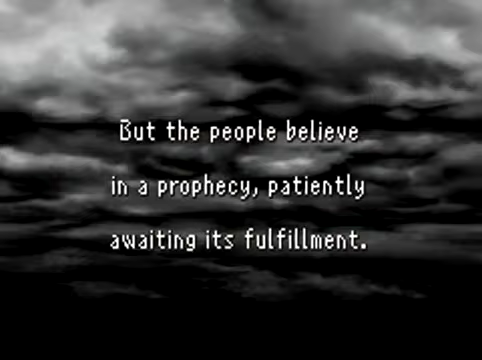 But the people believe
in a prophecy, patiently
awaiting its fulfillment.